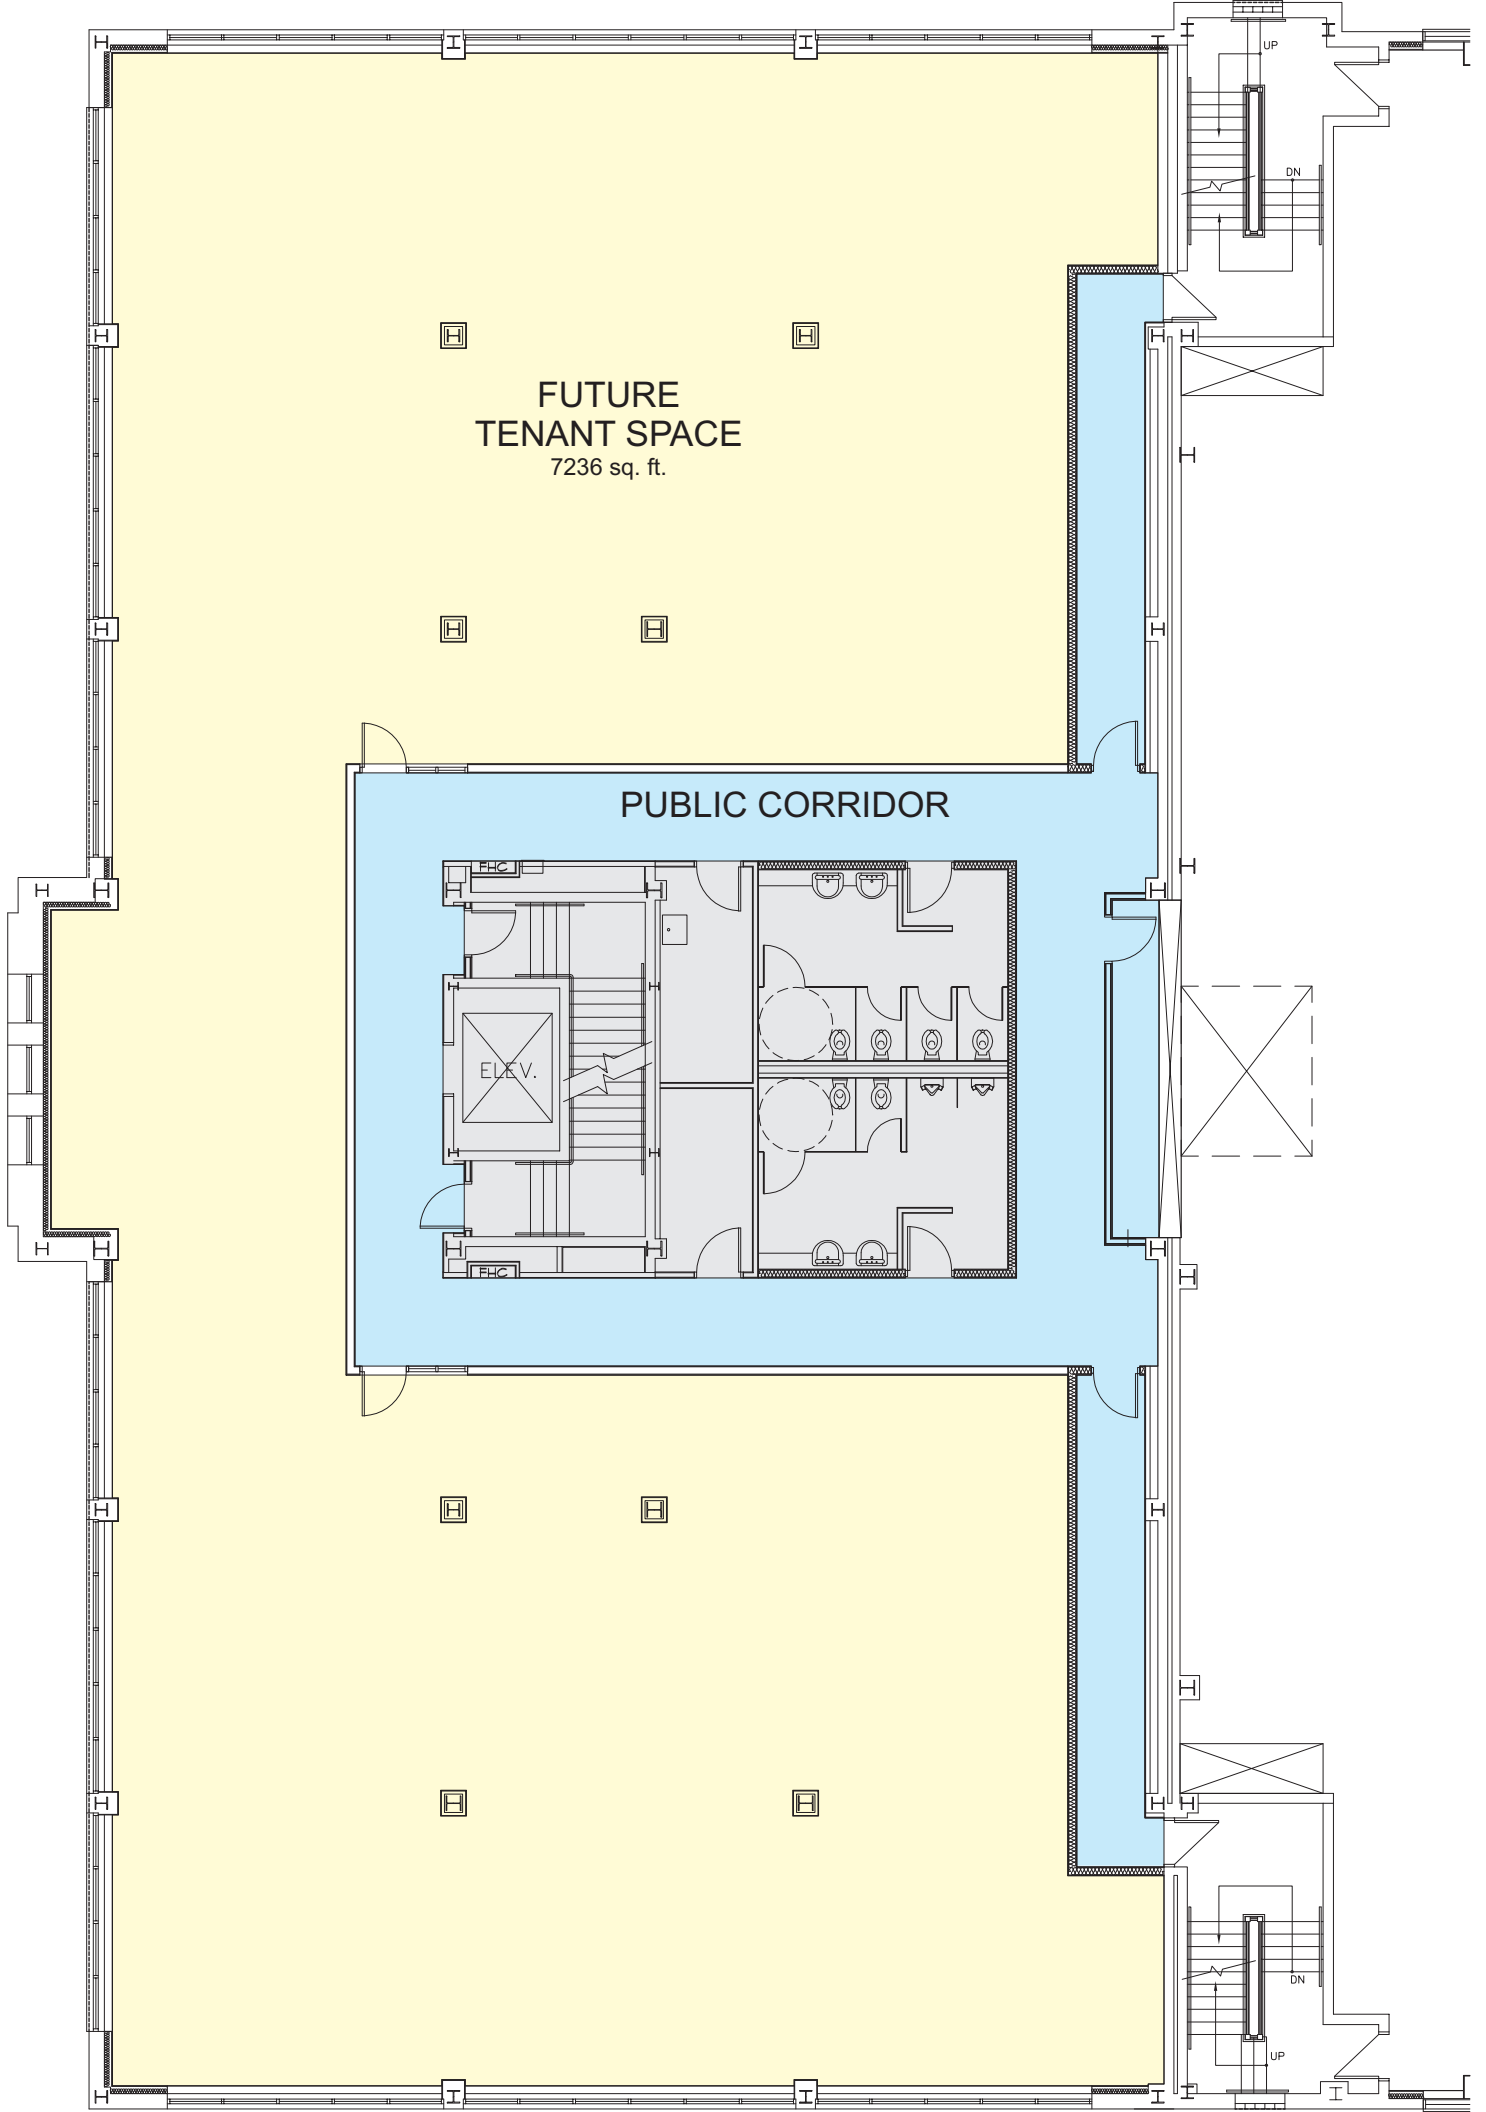 UP
DN
FUTURE
TENANT SPACE
7236 sq. ft.
PUBLIC CORRIDOR
FHC
ELEV.
FHC
DN
UP